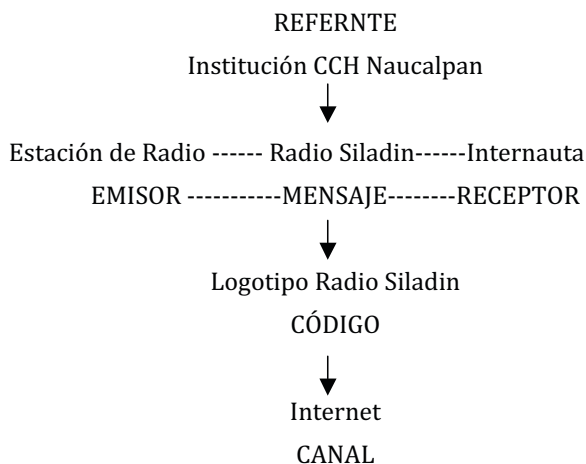 REFERNTE
Institución CCH Naucalpan
Estación de Radio ------ Radio Siladin------Internauta
EMISOR -----------MENSAJE--------RECEPTOR
Logotipo Radio Siladin
CÓDIGO
Internet
CANAL